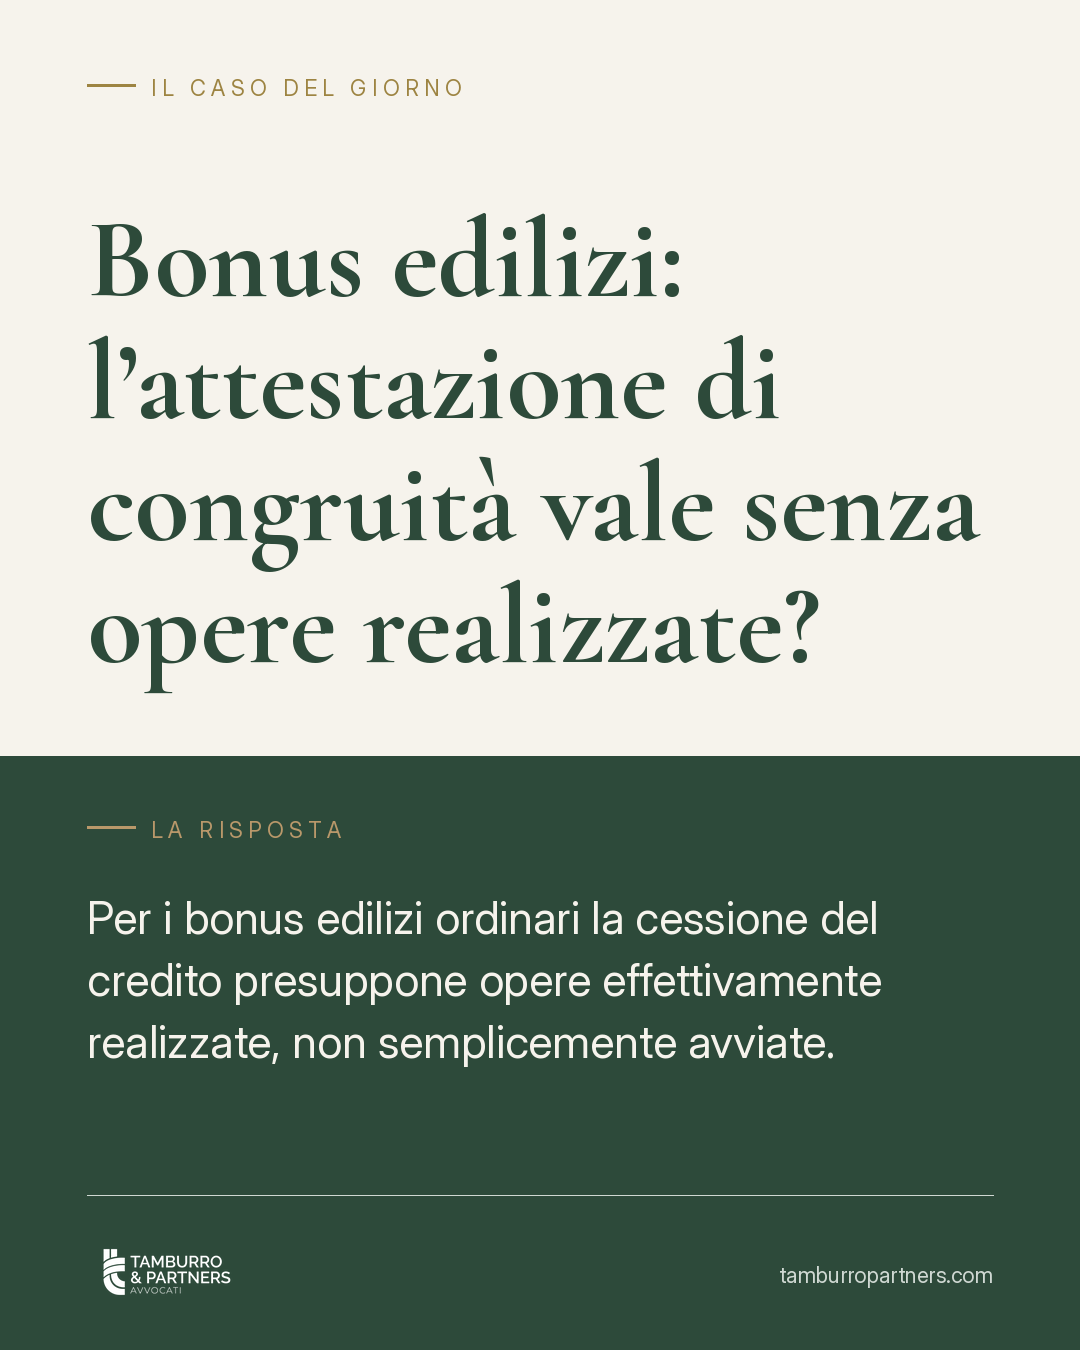 IL CASO DEL GIORNO
Bonus edilizi:
l’attestazione di
congruità vale senza
opere realizzate?
LA RISPOSTA
Per i bonus edilizi ordinari la cessione del
credito presuppone opere effettivamente
realizzate, non semplicemente avviate.
TAMBURRO
& PARTNERS
AVVOCATI
tamburropartners.com